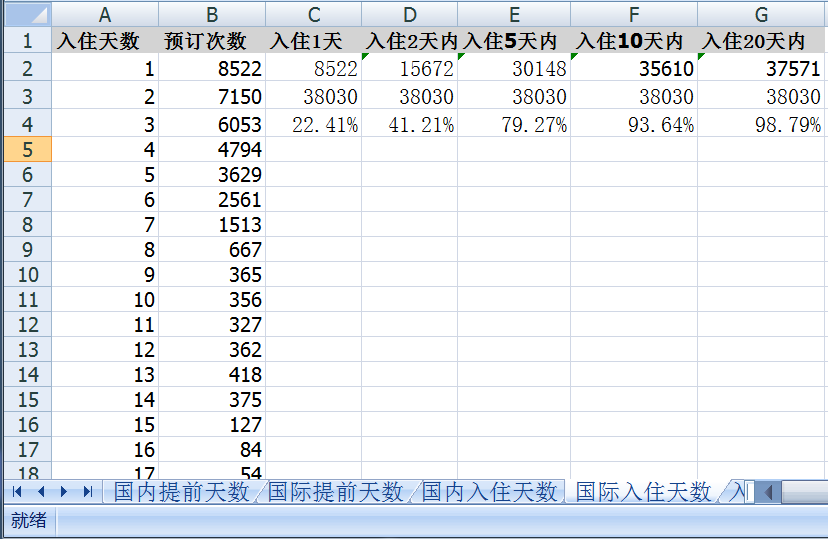 A B C D E F G
1 入住天数 预订次数 入住1天 入住2天内 入住5天内 入住10天内 入住20天内
2 1 8522 8522 15672 30148 35610 37571
3 2 7150 38030 38030 38030 38030 38030
4 3 6053 22.41% 41.21% 79.27% 93.64% 98.79%
5 4 4794
6 5 3629
7 6 2561
8 7 1513
9 8 667
10 9 365
11 10 356
12 11 327
13 12 362
14 13 418
15 14 375
16 15 127
17 16 84
18 17 54
国内提前天数 国际提前天数 国内入住天数 国际入住天数 入
就绪